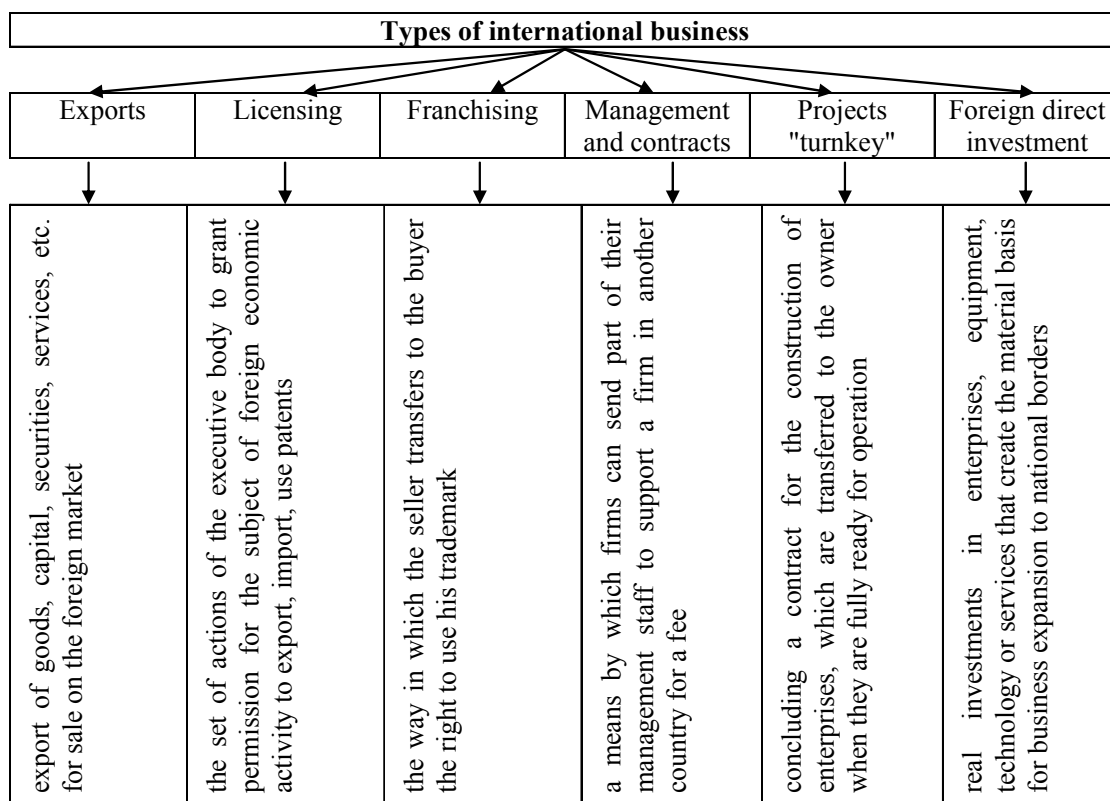 Types of international business
Exports
Licensing
Franchising
Management
and contracts
Projects
"turnkey"
Foreign direct
investment
export of goods, capital, securities, services, etc.
for sale on the foreign market
the set of actions of the executive body to grant
permission for the subject of foreign economic
activity to export, import, use patents
the way in which the seller transfers to the buyer
the right to use his trademark
a means by which firms can send part of their
management staff to support a firm in another
country for a fee
concluding a contract for the construction of
enterprises, which are transferred to the owner
when they are fully ready for operation
real investments in enterprises, equipment,
technology or services that create the material basis
for business expansion to national borders